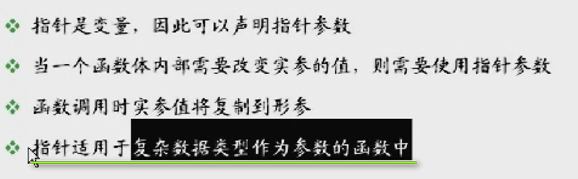 指针是变量，因此可以声明指针参数
当一个函数体内部需要改变实参的值，则需要使用指针参数
函数调用时实参值将复制到形参
指针适用于复杂数据类型作为参数的函数中